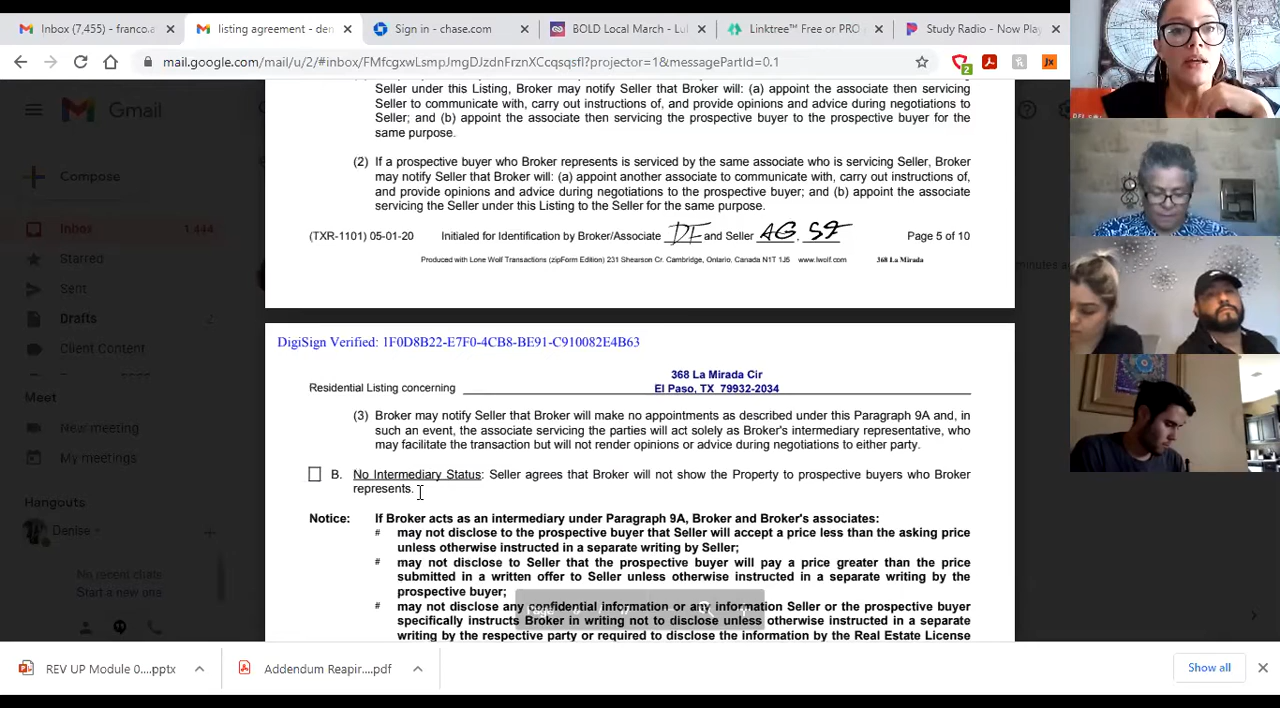 Inbox (7,455) - franco.a
listing agreement - den
Sign in - chase.com
BOLD Local March - Lu
Linktree™ Free or PRO
Study Radio - Now Play
mail.google.com/mail/u/2/#inbox/FMfcgxwLsmpJmgDJzdnFrznXCcqsqsfl?projector=1&messagePartId=0.1
Gmail
Compose
Inbox 1,444
Starred
Sent
Drafts 2
Client Content
Meet
New meeting
My meetings
Hangouts
Denise
No recent chats
Start a new one
Seller under this Listing, Broker may notify Seller that Broker will: (a) appoint the associate then servicing
Seller to communicate with, carry out instructions of, and provide opinions and advice during negotiations to
Seller; and (b) appoint the associate then servicing the prospective buyer to the prospective buyer for the
same purpose.
(2) If a prospective buyer who Broker represents is serviced by the same associate who is servicing Seller, Broker
may notify Seller that Broker will: (a) appoint another associate to communicate with, carry out instructions of,
and provide opinions and advice during negotiations to the prospective buyer; and (b) appoint the associate
servicing the Seller under this Listing to the Seller for the same purpose.
(TXR-1101) 05-01-20 Initialed for Identification by Broker/Associate DF and Seller AG, SG Page 5 of 10
Produced with Lone Wolf Transactions (zipForm Edition) 231 Shearson Cr. Cambridge, Ontario, Canada N1T 1J5 www.lwolf.com 368 La Mirada
DigiSign Verified: 1F0D8B22-E7F0-4CB8-BE91-C910082E4B63
368 La Mirada Cir
Residential Listing concerning El Paso, TX 79932-2034
(3) Broker may notify Seller that Broker will make no appointments as described under this Paragraph 9A and, in
such an event, the associate servicing the parties will act solely as Broker's intermediary representative, who
may facilitate the transaction but will not render opinions or advice during negotiations to either party.
B. No Intermediary Status: Seller agrees that Broker will not show the Property to prospective buyers who Broker
represents.
Notice: If Broker acts as an intermediary under Paragraph 9A, Broker and Broker's associates:
# may not disclose to the prospective buyer that Seller will accept a price less than the asking price
unless otherwise instructed in a separate writing by Seller;
# may not disclose to Seller that the prospective buyer will pay a price greater than the price
submitted in a written offer to Seller unless otherwise instructed in a separate writing by the
prospective buyer;
# may not disclose any confidential information or any information Seller or the prospective buyer
specifically instructs Broker in writing not to disclose unless otherwise instructed in a separate
writing by the respective party or required to disclose the information by the Real Estate License
REV UP Module 0....pptx
Addendum Reapir....pdf
Show all